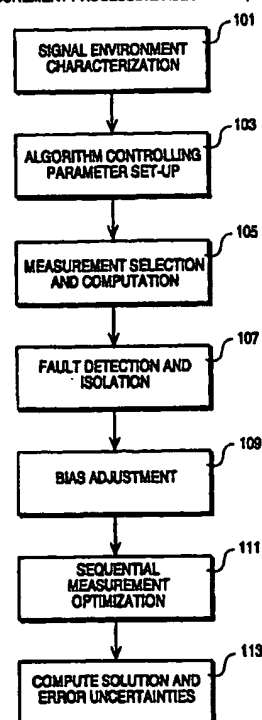 101
SIGNAL ENVIRONMENT
CHARACTERIZATION
103
ALGORITHM CONTROLLING
PARAMETER SET-UP
105
MEASUREMENT SELECTION
AND COMPUTATION
107
FAULT DETECTION AND
ISOLATION
109
BIAS ADJUSTMENT
111
SEQUENTIAL
MEASUREMENT
OPTIMIZATION
113
COMPUTE SOLUTION AND
ERROR UNCERTAINTIES